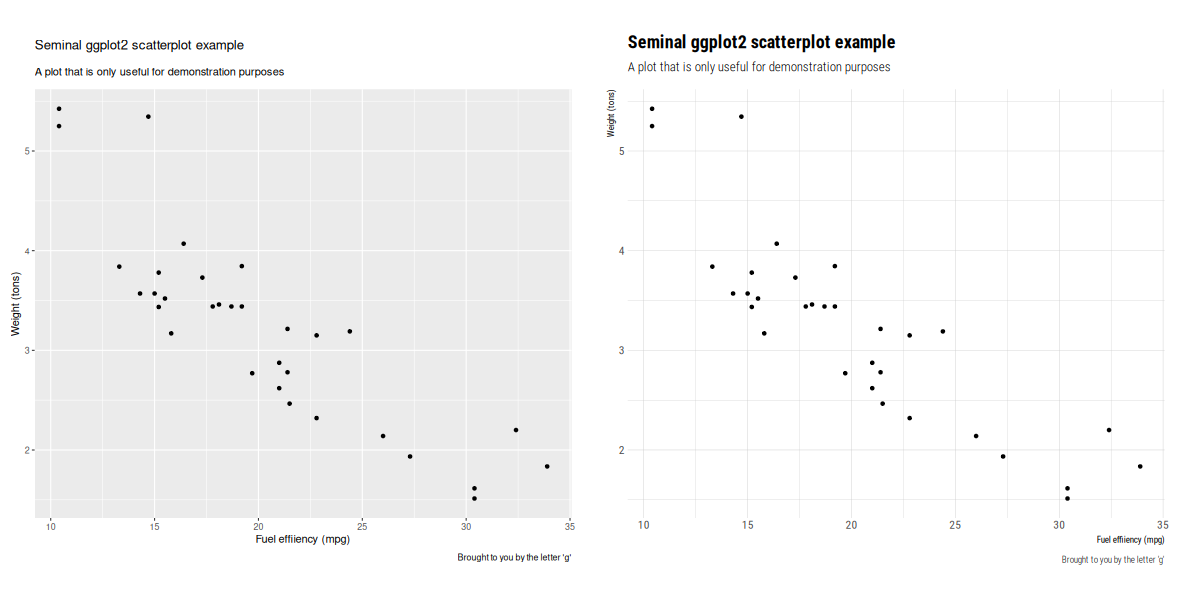 Seminal ggplot2 scatterplot example
A plot that is only useful for demonstration purposes
Weight (tons)
5
4
3
2
10 15 20 25 30 35
Fuel effiiency (mpg)
Brought to you by the letter 'g'
Seminal ggplot2 scatterplot example
A plot that is only useful for demonstration purposes
Weight (tons)
5
4
3
2
10 15 20 25 30 35
Fuel effiiency (mpg)
Brought to you by the letter 'g'